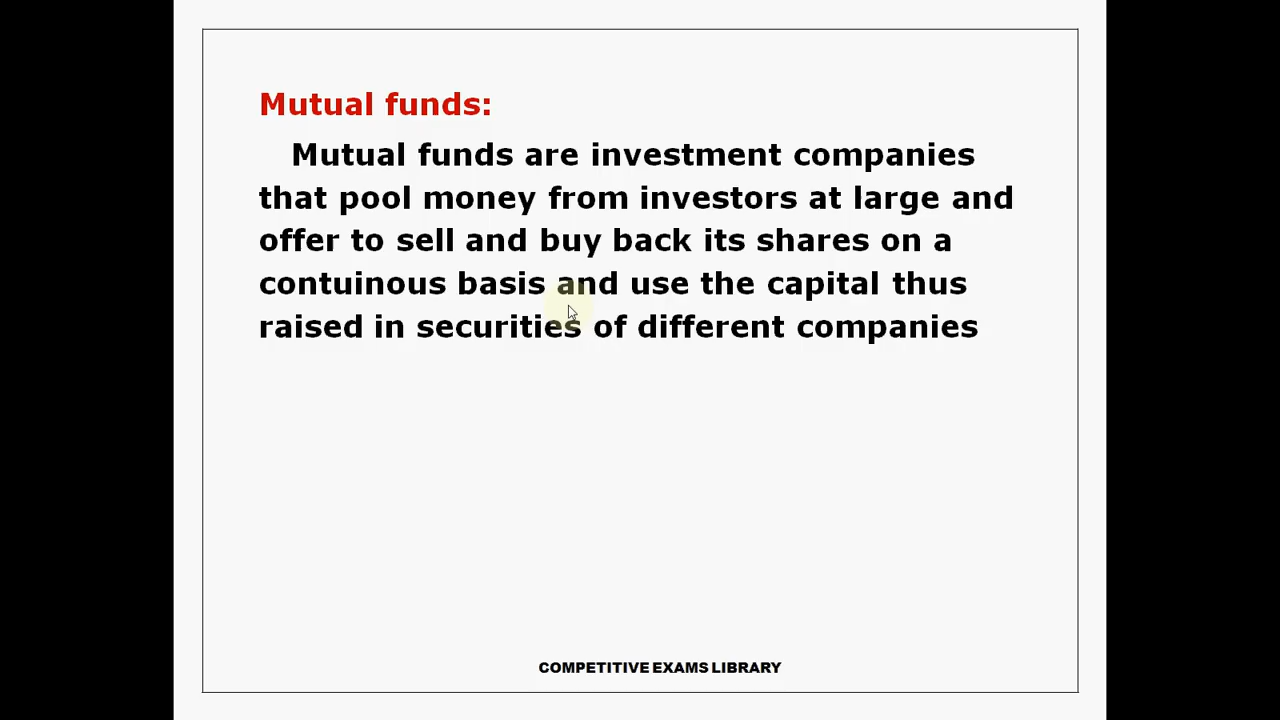 Mutual funds:
Mutual funds are investment companies
that pool money from investors at large and
offer to sell and buy back its shares on a
contuinous basis and use the capital thus
raised in securities of different companies
COMPETITIVE EXAMS LIBRARY